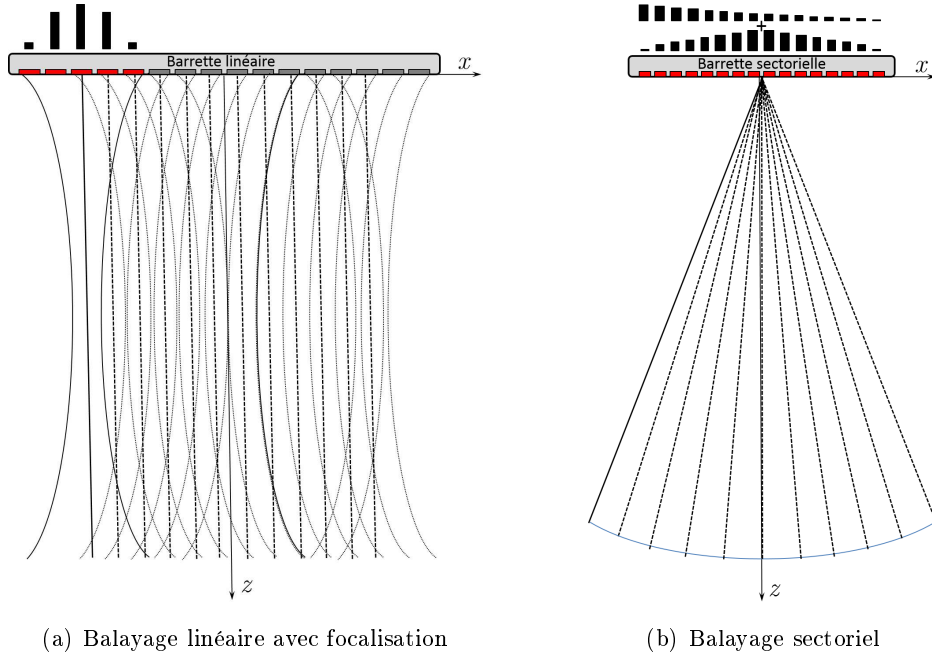 Barrette linéaire
x
z
(a) Balayage linéaire avec focalisation
+
Barrette sectorielle
x
z
(b) Balayage sectoriel